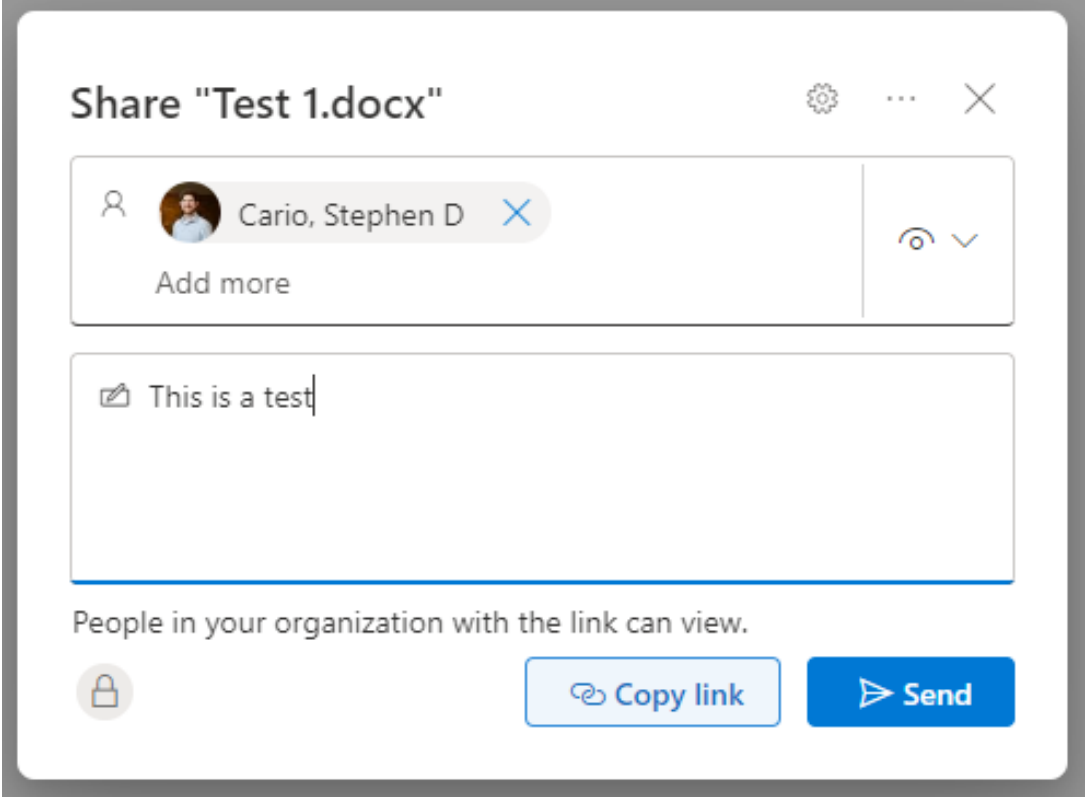 Share "Test 1.docx"
Cario, Stephen D
Add more
This is a test
People in your organization with the link can view.
Copy link
Send